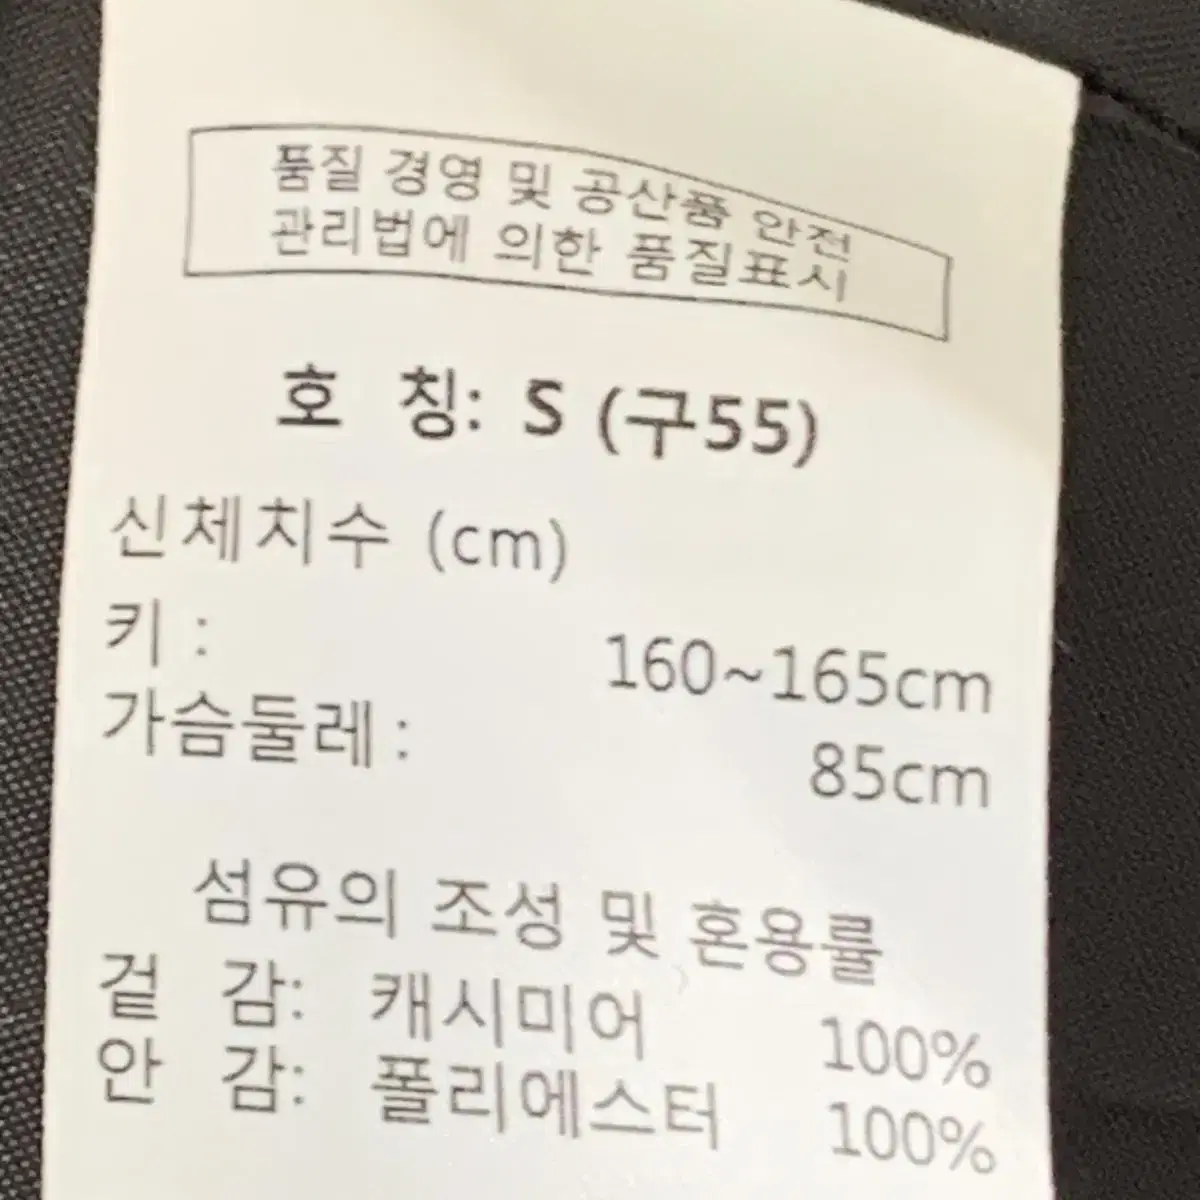 품질 경영 및 공산품 안전
관리법에 의한 품질표시
호 칭: S (구55)
신체치수 (cm)
키 : 160~165cm
가슴둘레 : 85cm
섬유의 조성 및 혼용률
겉 감: 캐시미어 100%
안 감: 폴리에스터 100%